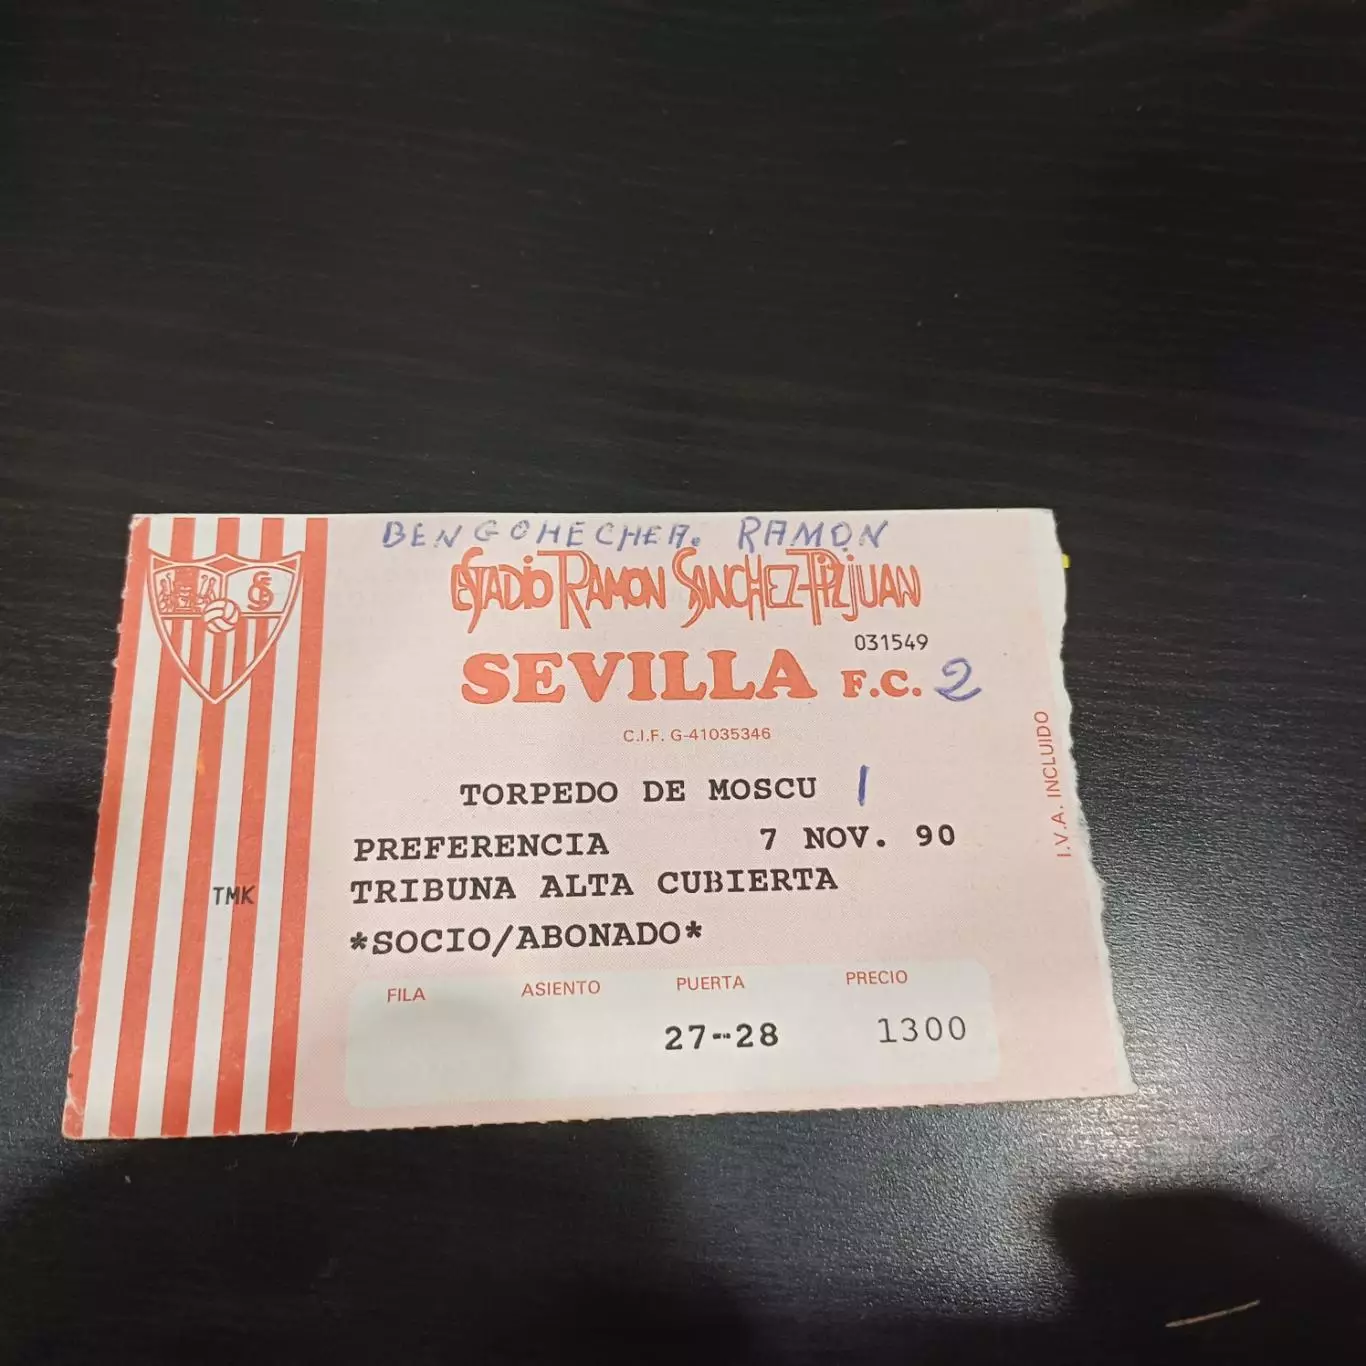 BENGOHECHEA. RAMON
ESTADIO RAMON SANCHEZ-PIZJUAN
031549
SEVILLA F.C. 2
C.I.F. G-41035346
TORPEDO DE MOSCU 1
PREFERENCIA 7 NOV. 90
TRIBUNA ALTA CUBIERTA
*SOCIO/ABONADO*
FILA ASIENTO PUERTA PRECIO
27--28 1300
TMK
I.V.A. INCLUIDO